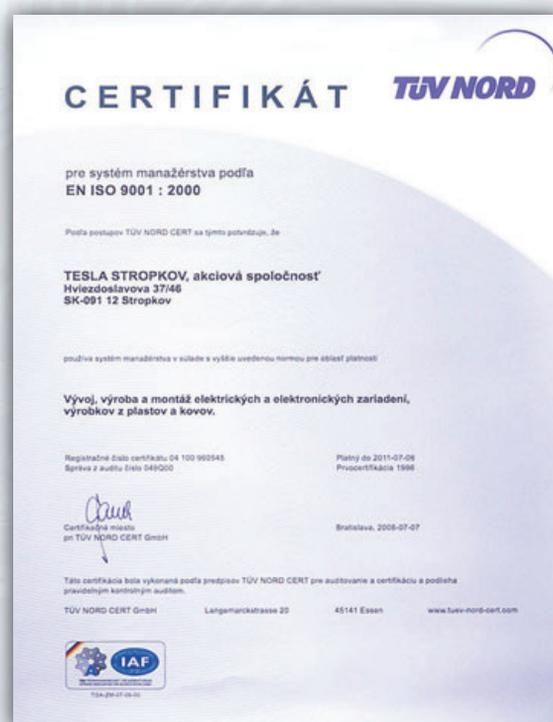 CERTIFIKÁT
TÜV NORD
pre systém manažérstva podľa
EN ISO 9001 : 2000
Podľa postupov TÜV NORD CERT sa týmto potvrdzuje, že
TESLA STROPKOV, akciová spoločnosť
Hviezdoslavova 37/46
SK-091 12 Stropkov
používa systém manažérstva v súlade s vyššie uvedenou normou pre oblasť platnosti
Vývoj, výroba a montáž elektrických a elektronických zariadení,
výrobkov z plastov a kovov.
Registračné číslo certifikátu 04 100 960545
Správa z auditu číslo 049Q00
Platný do 2011-07-06
Prvocertifikácia 1996
Certifikačné miesto
pri TÜV NORD CERT GmbH
Bratislava, 2008-07-07
Táto certifikácia bola vykonaná podľa predpisov TÜV NORD CERT pre auditovanie a certifikáciu a podlieha
pravidelným kontrolným auditom.
TÜV NORD CERT GmbH Langemarckstrasse 20 45141 Essen www.tuev-nord-cert.com
IAF